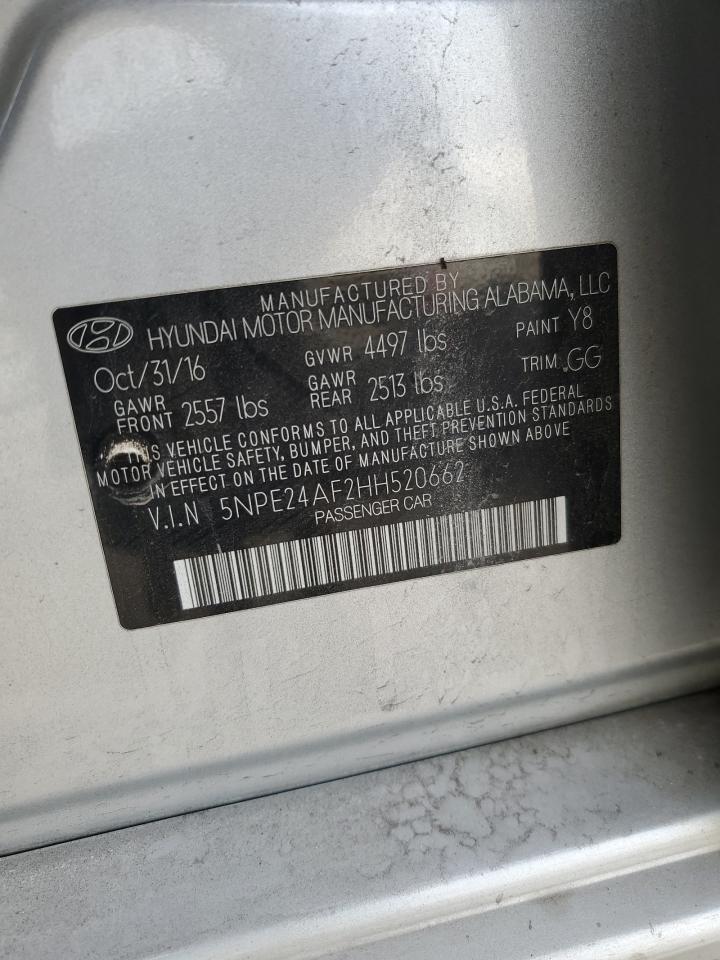 MANUFACTURED BY
HYUNDAI MOTOR MANUFACTURING ALABAMA, LLC
Oct/31/16 GVWR 4497 lbs PAINT Y8
GAWR FRONT 2557 lbs GAWR REAR 2513 lbs TRIM GG
VEHICLE CONFORMS TO ALL APPLICABLE U.S.A. FEDERAL
MOTOR VEHICLE SAFETY, BUMPER, AND THEFT PREVENTION STANDARDS
IN EFFECT ON THE DATE OF MANUFACTURE SHOWN ABOVE
V.I.N 5NPE24AF2HH520662
PASSENGER CAR